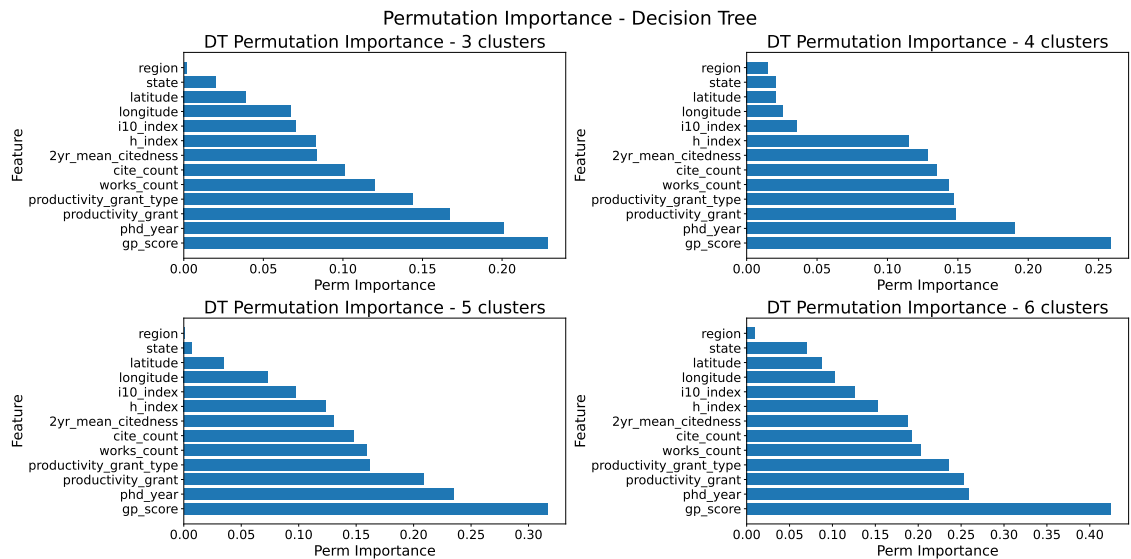 Permutation Importance - Decision Tree
DT Permutation Importance - 3 clusters
region
state
latitude
longitude
i10_index
h_index
2yr_mean_citedness
cite_count
works_count
productivity_grant_type
productivity_grant
phd_year
gp_score
Feature
0.00 0.05 0.10 0.15 0.20
Perm Importance
DT Permutation Importance - 4 clusters
region
state
latitude
longitude
i10_index
h_index
2yr_mean_citedness
cite_count
works_count
productivity_grant_type
productivity_grant
phd_year
gp_score
Feature
0.00 0.05 0.10 0.15 0.20 0.25
Perm Importance
DT Permutation Importance - 5 clusters
region
state
latitude
longitude
i10_index
h_index
2yr_mean_citedness
cite_count
works_count
productivity_grant_type
productivity_grant
phd_year
gp_score
Feature
0.00 0.05 0.10 0.15 0.20 0.25 0.30
Perm Importance
DT Permutation Importance - 6 clusters
region
state
latitude
longitude
i10_index
h_index
2yr_mean_citedness
cite_count
works_count
productivity_grant_type
productivity_grant
phd_year
gp_score
Feature
0.00 0.05 0.10 0.15 0.20 0.25 0.30 0.35 0.40
Perm Importance